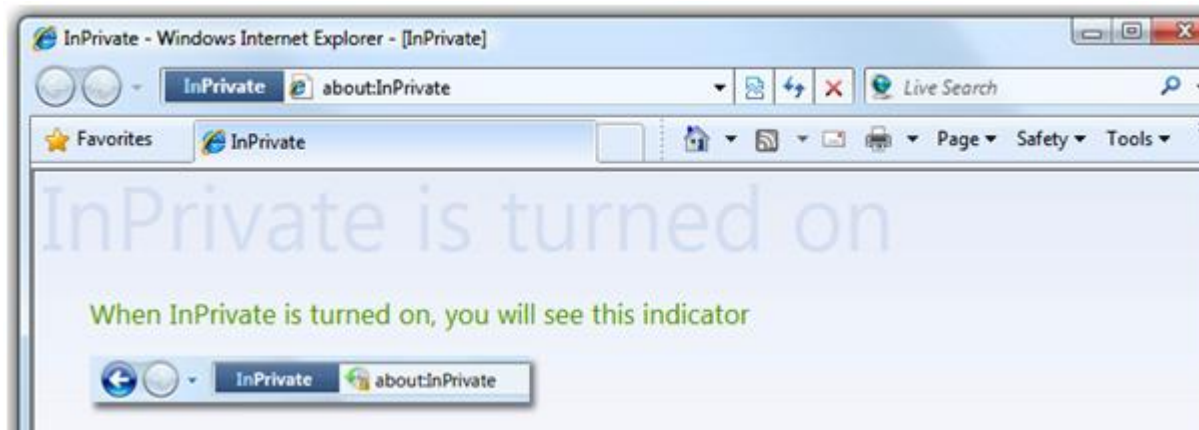 InPrivate - Windows Internet Explorer - [InPrivate]
InPrivate about:InPrivate Live Search
Favorites InPrivate Page Safety Tools
InPrivate is turned on
When InPrivate is turned on, you will see this indicator
InPrivate about:InPrivate